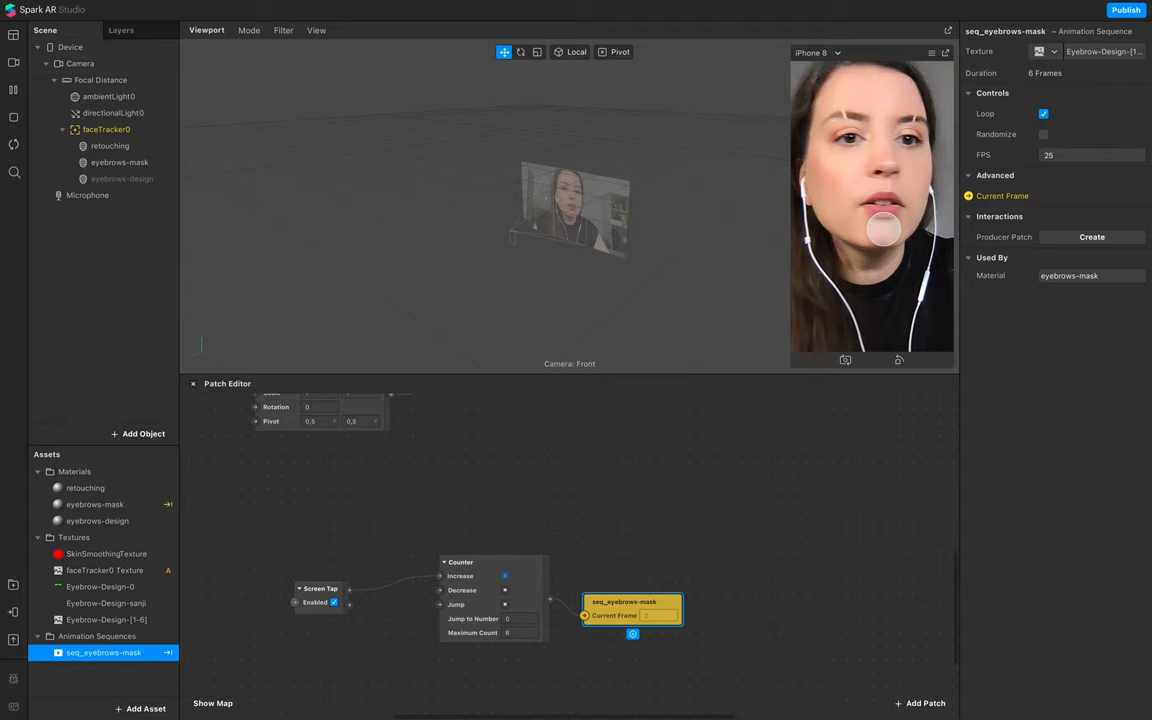 Spark AR Studio
Publish
Scene
Layers
Device
Camera
Focal Distance
ambientLight0
directionalLight0
faceTracker0
retouching
eyebrows-mask
eyebrows-design
Microphone
Add Object
Assets
Materials
retouching
eyebrows-mask
eyebrows-design
Textures
SkinSmoothingTexture
faceTracker0 Texture
A
Eyebrow-Design-0
Eyebrow-Design-sanji
Eyebrow-Design-[1-6]
Animation Sequences
seq_eyebrows-mask
Add Asset
Viewport
Mode
Filter
View
Local
Pivot
iPhone 8
Camera: Front
Patch Editor
Rotation
0
Pivot
0,5
0,5
Screen Tap
Enabled
Counter
Increase
Decrease
Jump
Jump to Number
0
Maximum Count
6
seq_eyebrows-mask
Current Frame
2
Show Map
Add Patch
seq_eyebrows-mask – Animation Sequence
Texture
Eyebrow-Design-[1...
Duration
6 Frames
Controls
Loop
Randomize
FPS
25
Advanced
Current Frame
Interactions
Producer Patch
Create
Used By
Material
eyebrows-mask